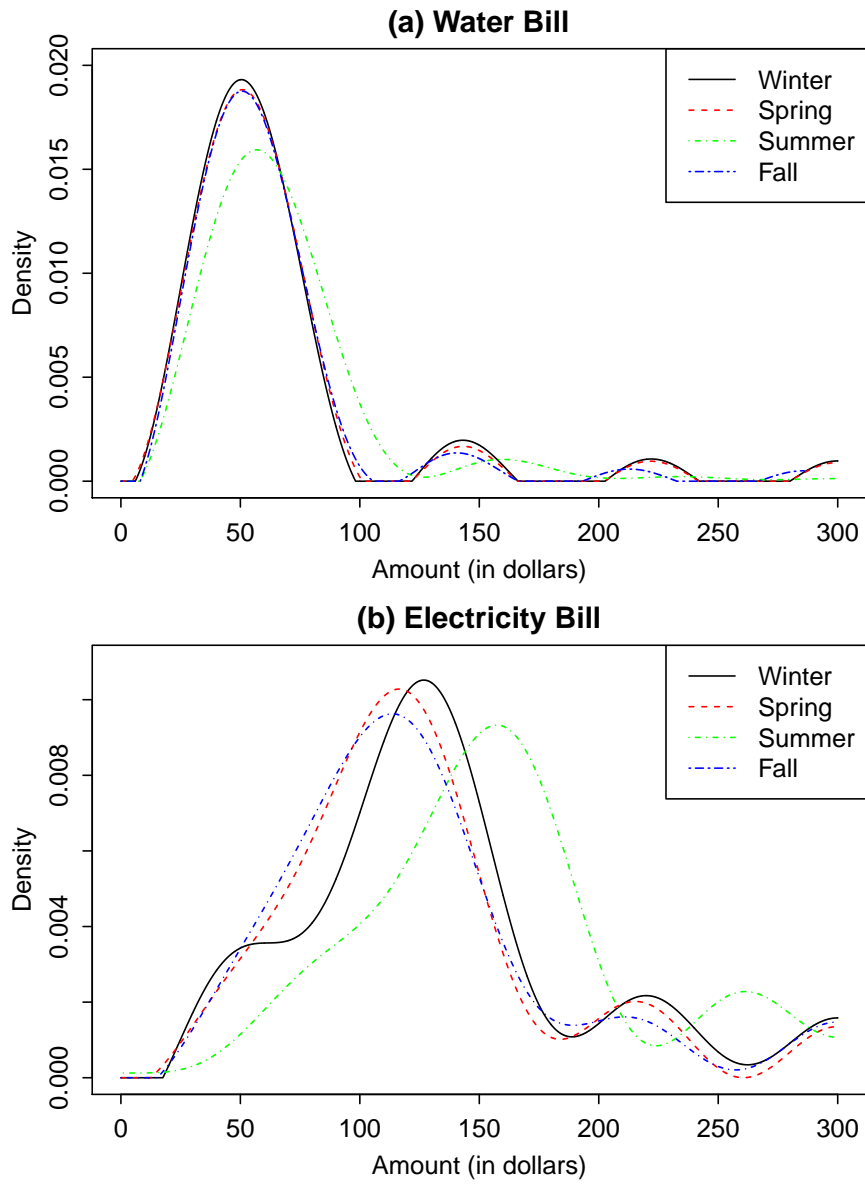 (a) Water Bill
Winter
Spring
Summer
Fall
Density
0.000
0.005
0.010
0.015
0.020
0 50 100 150 200 250 300
Amount (in dollars)
(b) Electricity Bill
Winter
Spring
Summer
Fall
Density
0.000
0.004
0.008
0 50 100 150 200 250 300
Amount (in dollars)